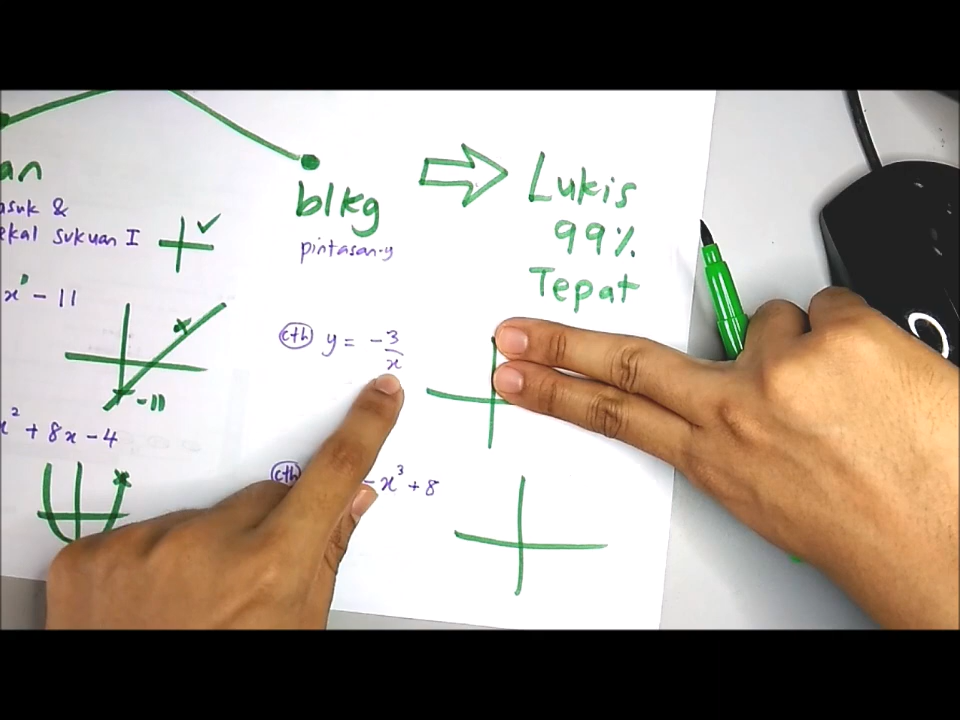 an
asuk &
ekal sukuan I
x' - 11
-11
x² + 8x - 4
blkg
pintasan-y
Lukis
99%
Tepat
cth y = -3/x
cth -x³ + 8